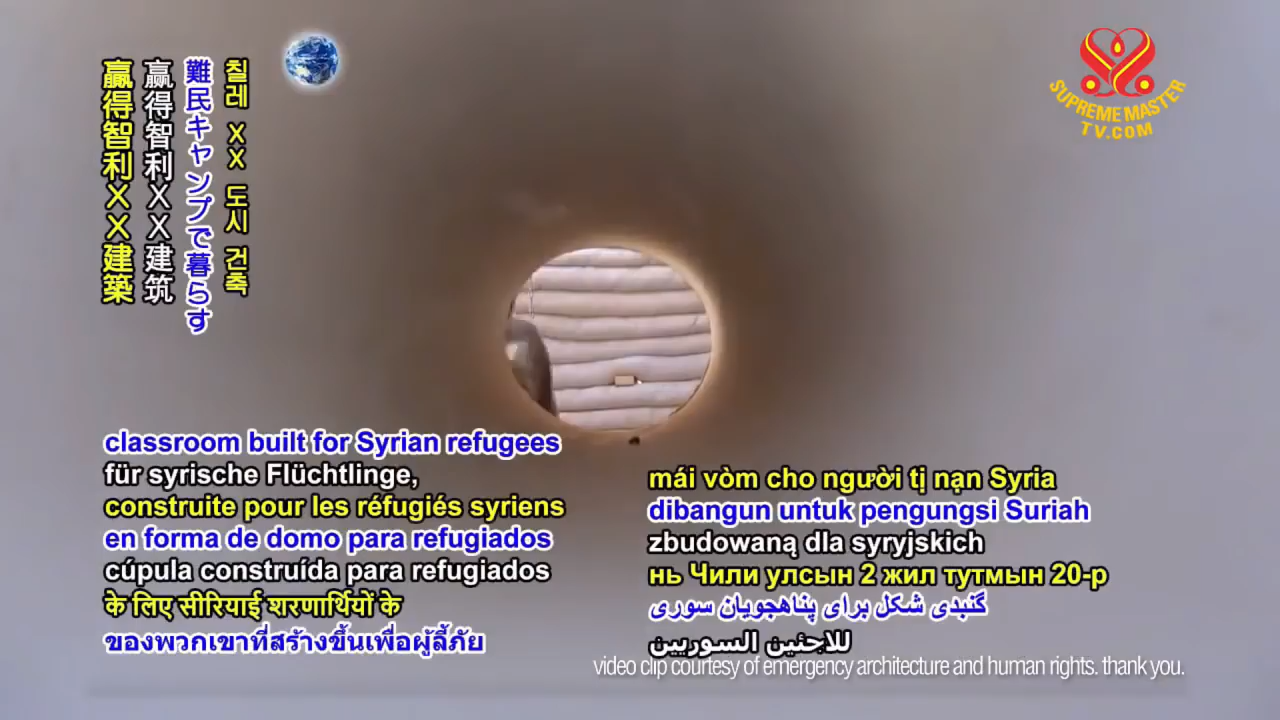 칠레 XX 도시 건축
難民キャンプで暮らす
赢得智利XX建筑
贏得智利XX建築
SUPREME MASTER
TV.COM
classroom built for Syrian refugees
für syrische Flüchtlinge,
construite pour les réfugiés syriens
en forma de domo para refugiados
cúpula construída para refugiados
के लिए सीरियाई शरणार्थियों के
ของพวกเขาที่สร้างขึ้นเพื่อผู้ลี้ภัย
mái vòm cho người tị nạn Syria
dibangun untuk pengungsi Suriah
zbudowaną dla syryjskich
нь Чили улсын 2 жил тутмын 20-р
گنبدی شکل برای پناهجویان سوری
للاجئين السوريين
video clip courtesy of emergency architecture and human rights. thank you.